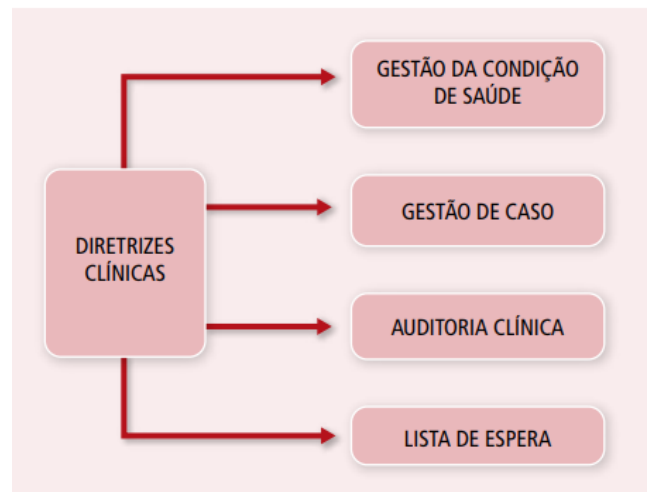 GESTÃO DA CONDIÇÃO
DE SAÚDE
GESTÃO DE CASO
DIRETRIZES
CLÍNICAS
AUDITORIA CLÍNICA
LISTA DE ESPERA